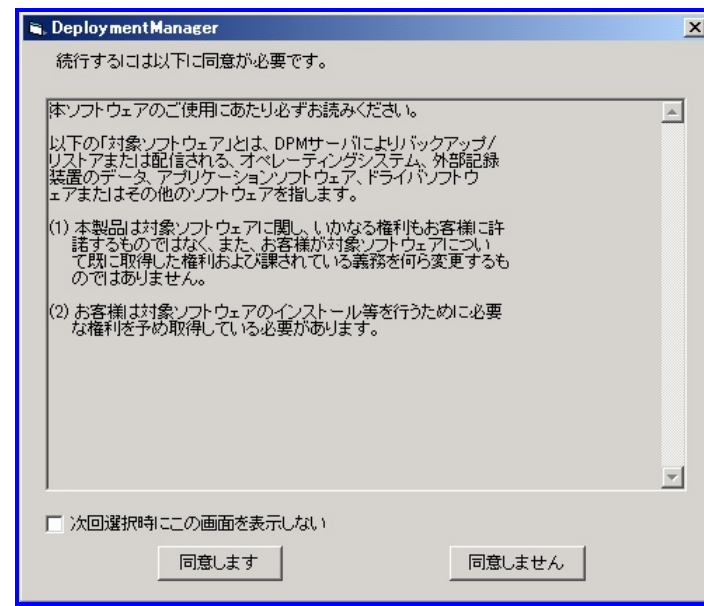 DeploymentManager
続行するには以下に同意が必要です。
本ソフトウェアのご使用にあたり必ずお読みください。
以下の「対象ソフトウェア」とは、DPMサーバによりバックアップ/
リストアまたは配信される、オペレーティングシステム、外部記録
装置のデータ、アプリケーションソフトウェア、ドライバソフトウ
ェアまたはその他のソフトウェアを指します。
(1) 本製品は対象ソフトウェアに関し、いかなる権利もお客様に許
諾するものではなく、また、お客様が対象ソフトウェアについ
て既に取得した権利および課されている義務を何ら変更するも
のではありません。
(2) お客様は対象ソフトウェアのインストール等を行うために必要
な権利を予め取得している必要があります。
次回選択時にこの画面を表示しない
同意します
同意しません